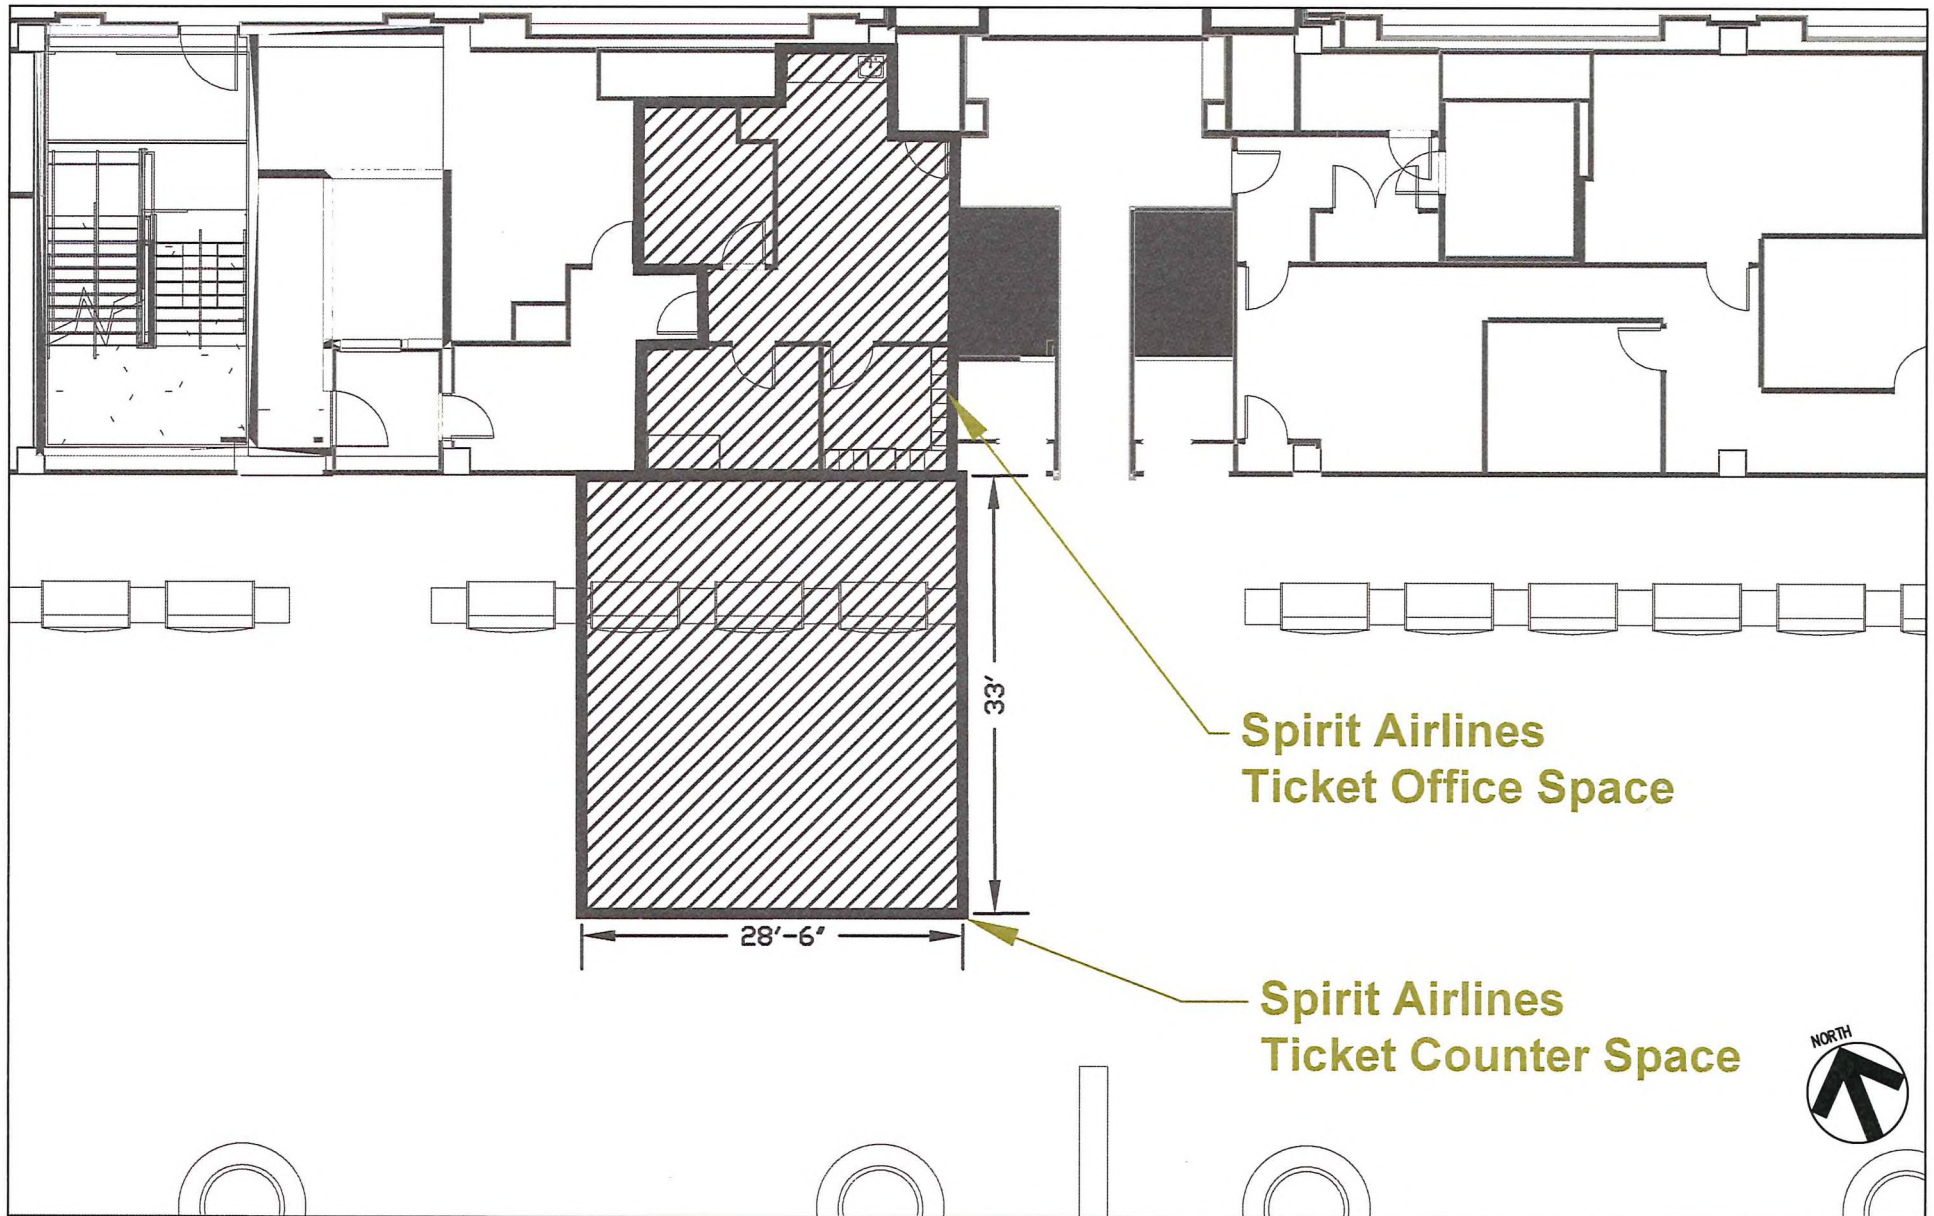 33′
Spirit Airlines
Ticket Office Space
28′-6″
Spirit Airlines
Ticket Counter Space
NORTH